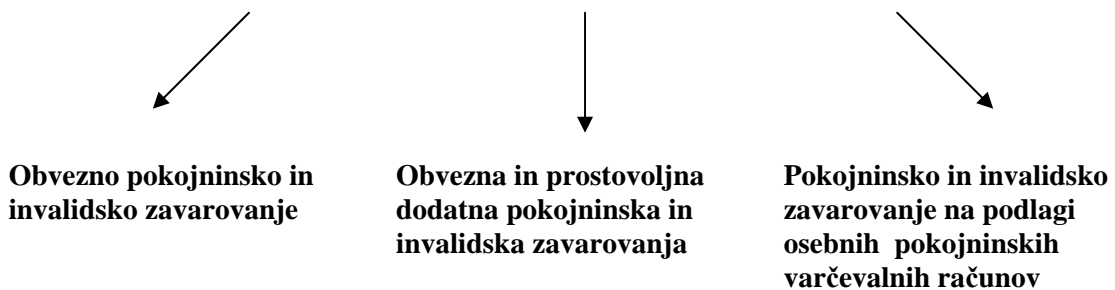 Obvezno pokojninsko in
invalidsko zavarovanje
Obvezna in prostovoljna
dodatna pokojninska in
invalidska zavarovanja
Pokojninsko in invalidsko
zavarovanje na podlagi
osebnih pokojninskih
varčevalnih računov